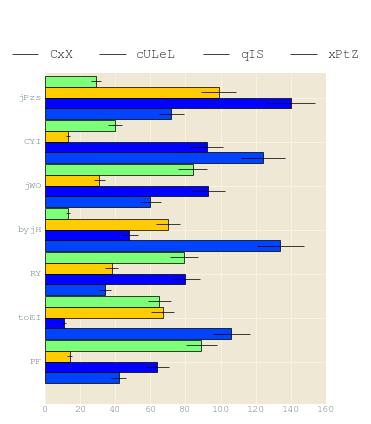 CxX cULeL qIS xPtZ
jPzs
CYI
jWO
byjH
RY
toEI
PF
0 20 40 60 80 100 120 140 160